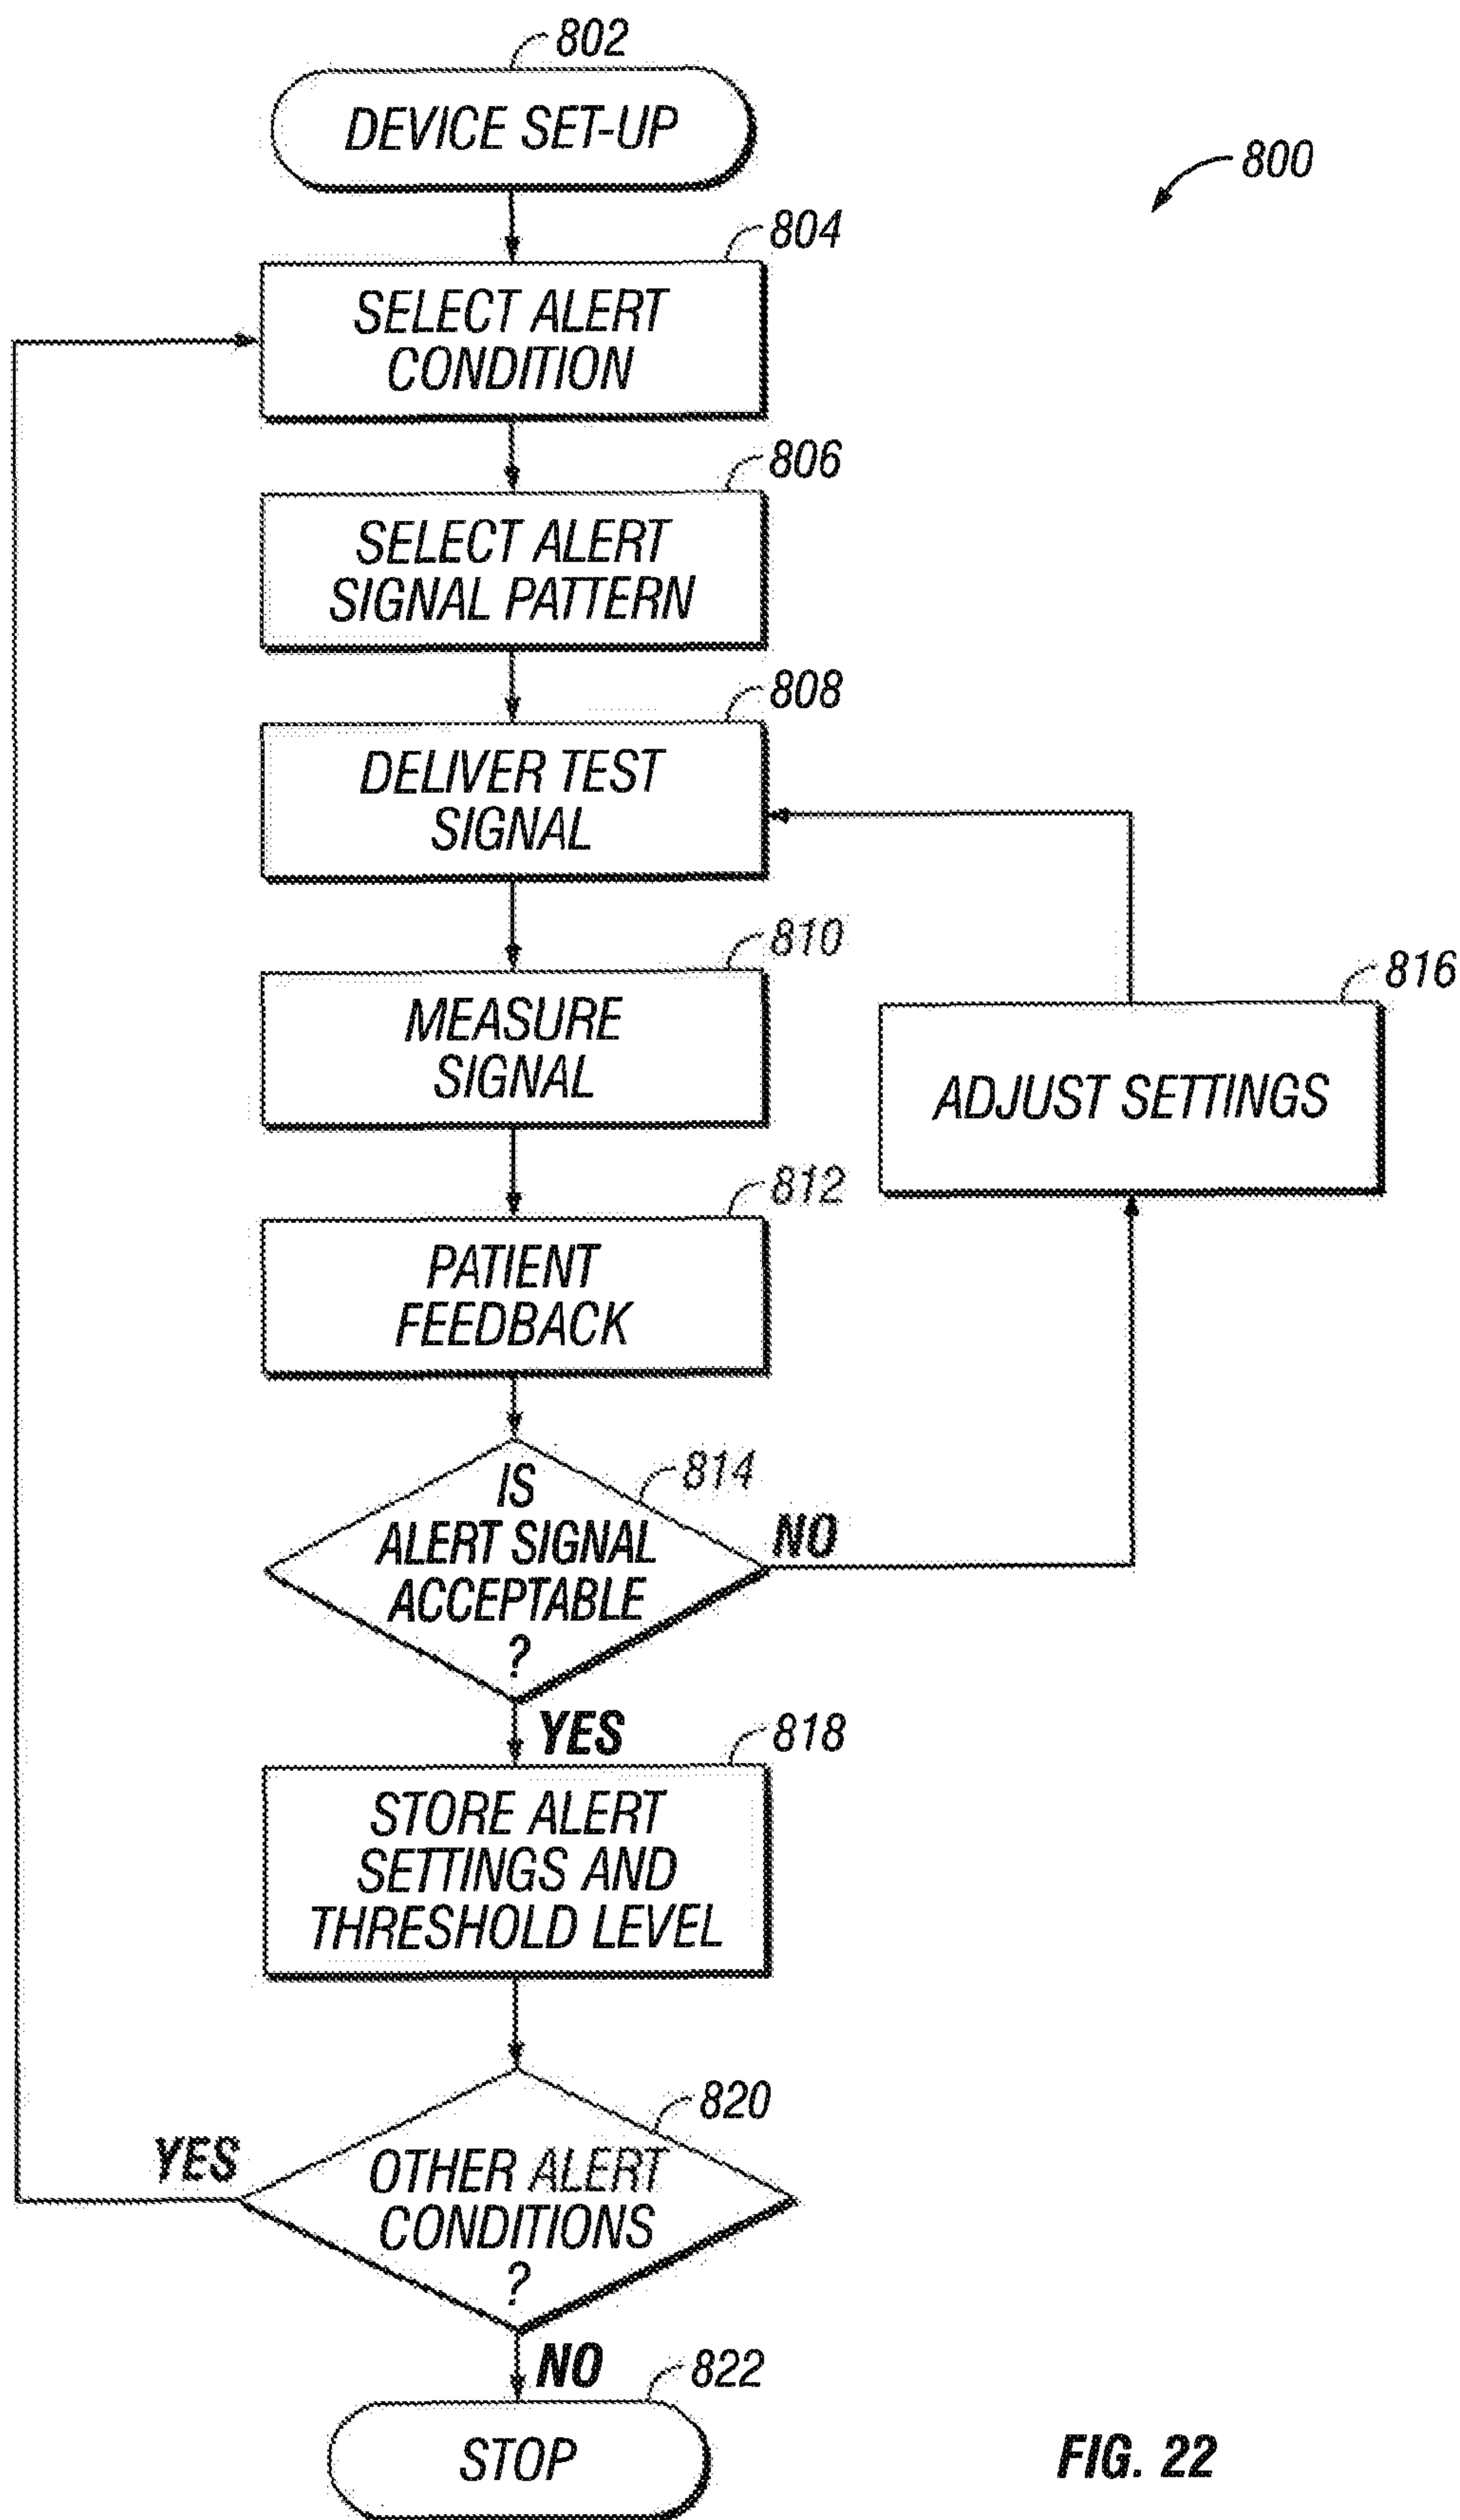 802
DEVICE SET-UP
800
804
SELECT ALERT
CONDITION
806
SELECT ALERT
SIGNAL PATTERN
808
DELIVER TEST
SIGNAL
810
MEASURE
SIGNAL
816
ADJUST SETTINGS
812
PATIENT
FEEDBACK
814
IS
ALERT SIGNAL
ACCEPTABLE
?
NO
YES
818
STORE ALERT
SETTINGS AND
THRESHOLD LEVEL
820
YES
OTHER ALERT
CONDITIONS
?
NO
822
STOP
FIG. 22